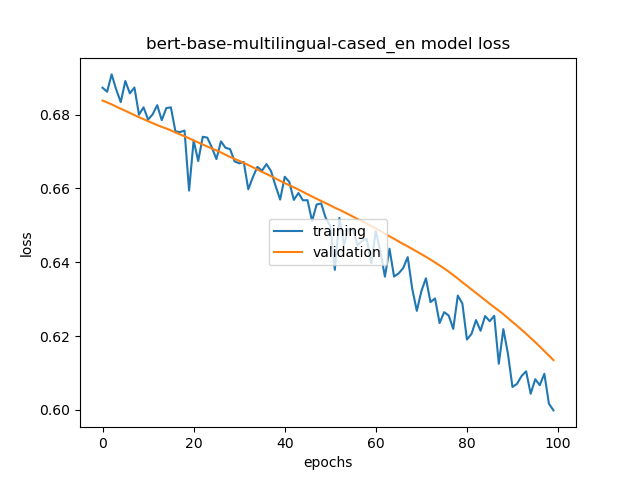 bert-base-multilingual-cased_en model loss
loss
0.68
0.66
0.64
0.62
0.60
training
validation
0
20
40
60
80
100
epochs